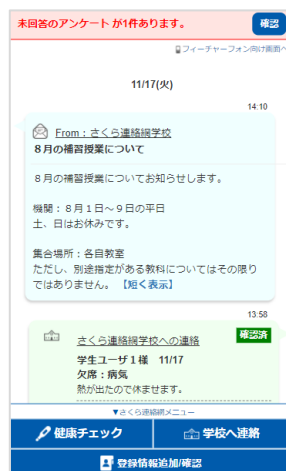 未回答のアンケート が1件あります。 確認
フィーチャーフォン向け画面へ
11/17(火)
14:10
From：さくら連絡網学校
８月の補習授業について
８月の補習授業についてお知らせします。
機関：８月１日～９日の平日
土、日はお休みです。
集合場所：各自教室
ただし、別途指定がある教科についてはその限り
ではありません。 【短く表示】
13:58
さくら連絡網学校への連絡 確認済
学生ユーザ１様 11/17
欠席：病気
熱が出たので休ませます。
▼さくら連絡網メニュー
健康チェック 学校へ連絡
登録情報追加/確認